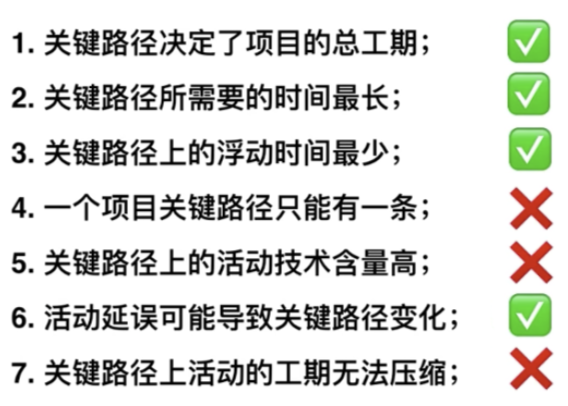 1. 关键路径决定了项目的总工期； ✅
2. 关键路径所需要的时间最长； ✅
3. 关键路径上的浮动时间最少； ✅
4. 一个项目关键路径只能有一条； ❌
5. 关键路径上的活动技术含量高； ❌
6. 活动延误可能导致关键路径变化； ✅
7. 关键路径上活动的工期无法压缩； ❌